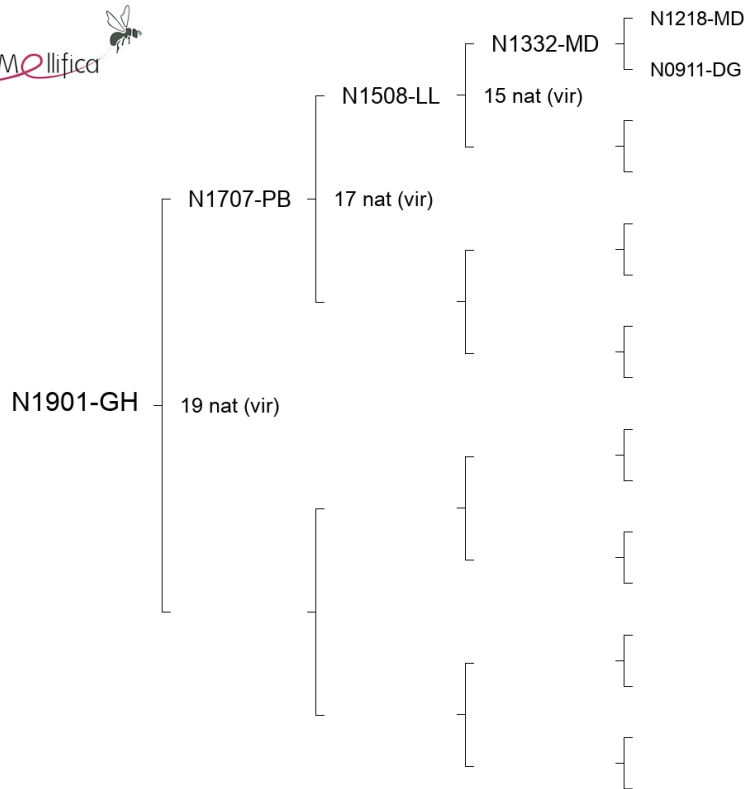 Mellifica
N1218-MD
N1332-MD
N0911-DG
N1508-LL
15 nat (vir)
N1707-PB
17 nat (vir)
N1901-GH
19 nat (vir)